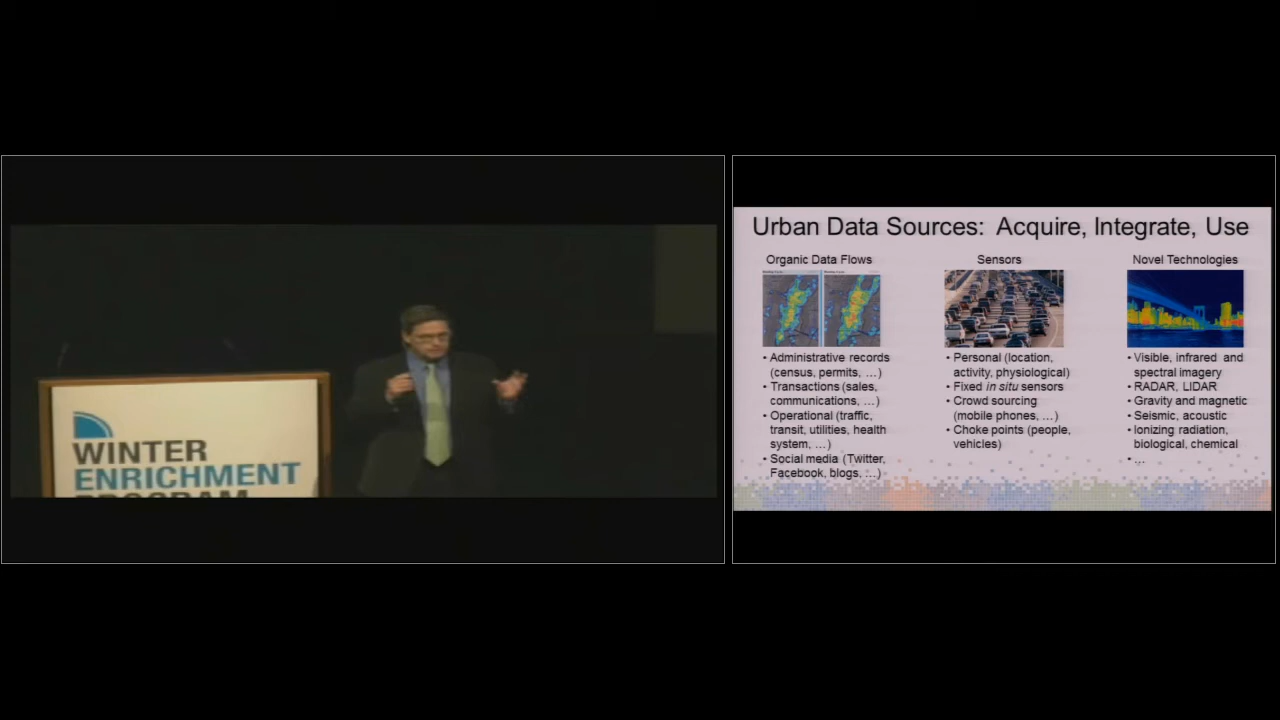 WINTER
ENRICHMENT
PROGRAM
Urban Data Sources: Acquire, Integrate, Use
Organic Data Flows
• Administrative records
(census, permits, …)
• Transactions (sales,
communications, …)
• Operational (traffic,
transit, utilities, health
system, …)
• Social media (Twitter,
Facebook, blogs, …)
Sensors
• Personal (location,
activity, physiological)
• Fixed in situ sensors
• Crowd sourcing
(mobile phones, …)
• Choke points (people,
vehicles)
Novel Technologies
• Visible, infrared and
spectral imagery
• RADAR, LIDAR
• Gravity and magnetic
• Seismic, acoustic
• Ionizing radiation,
biological, chemical
• …